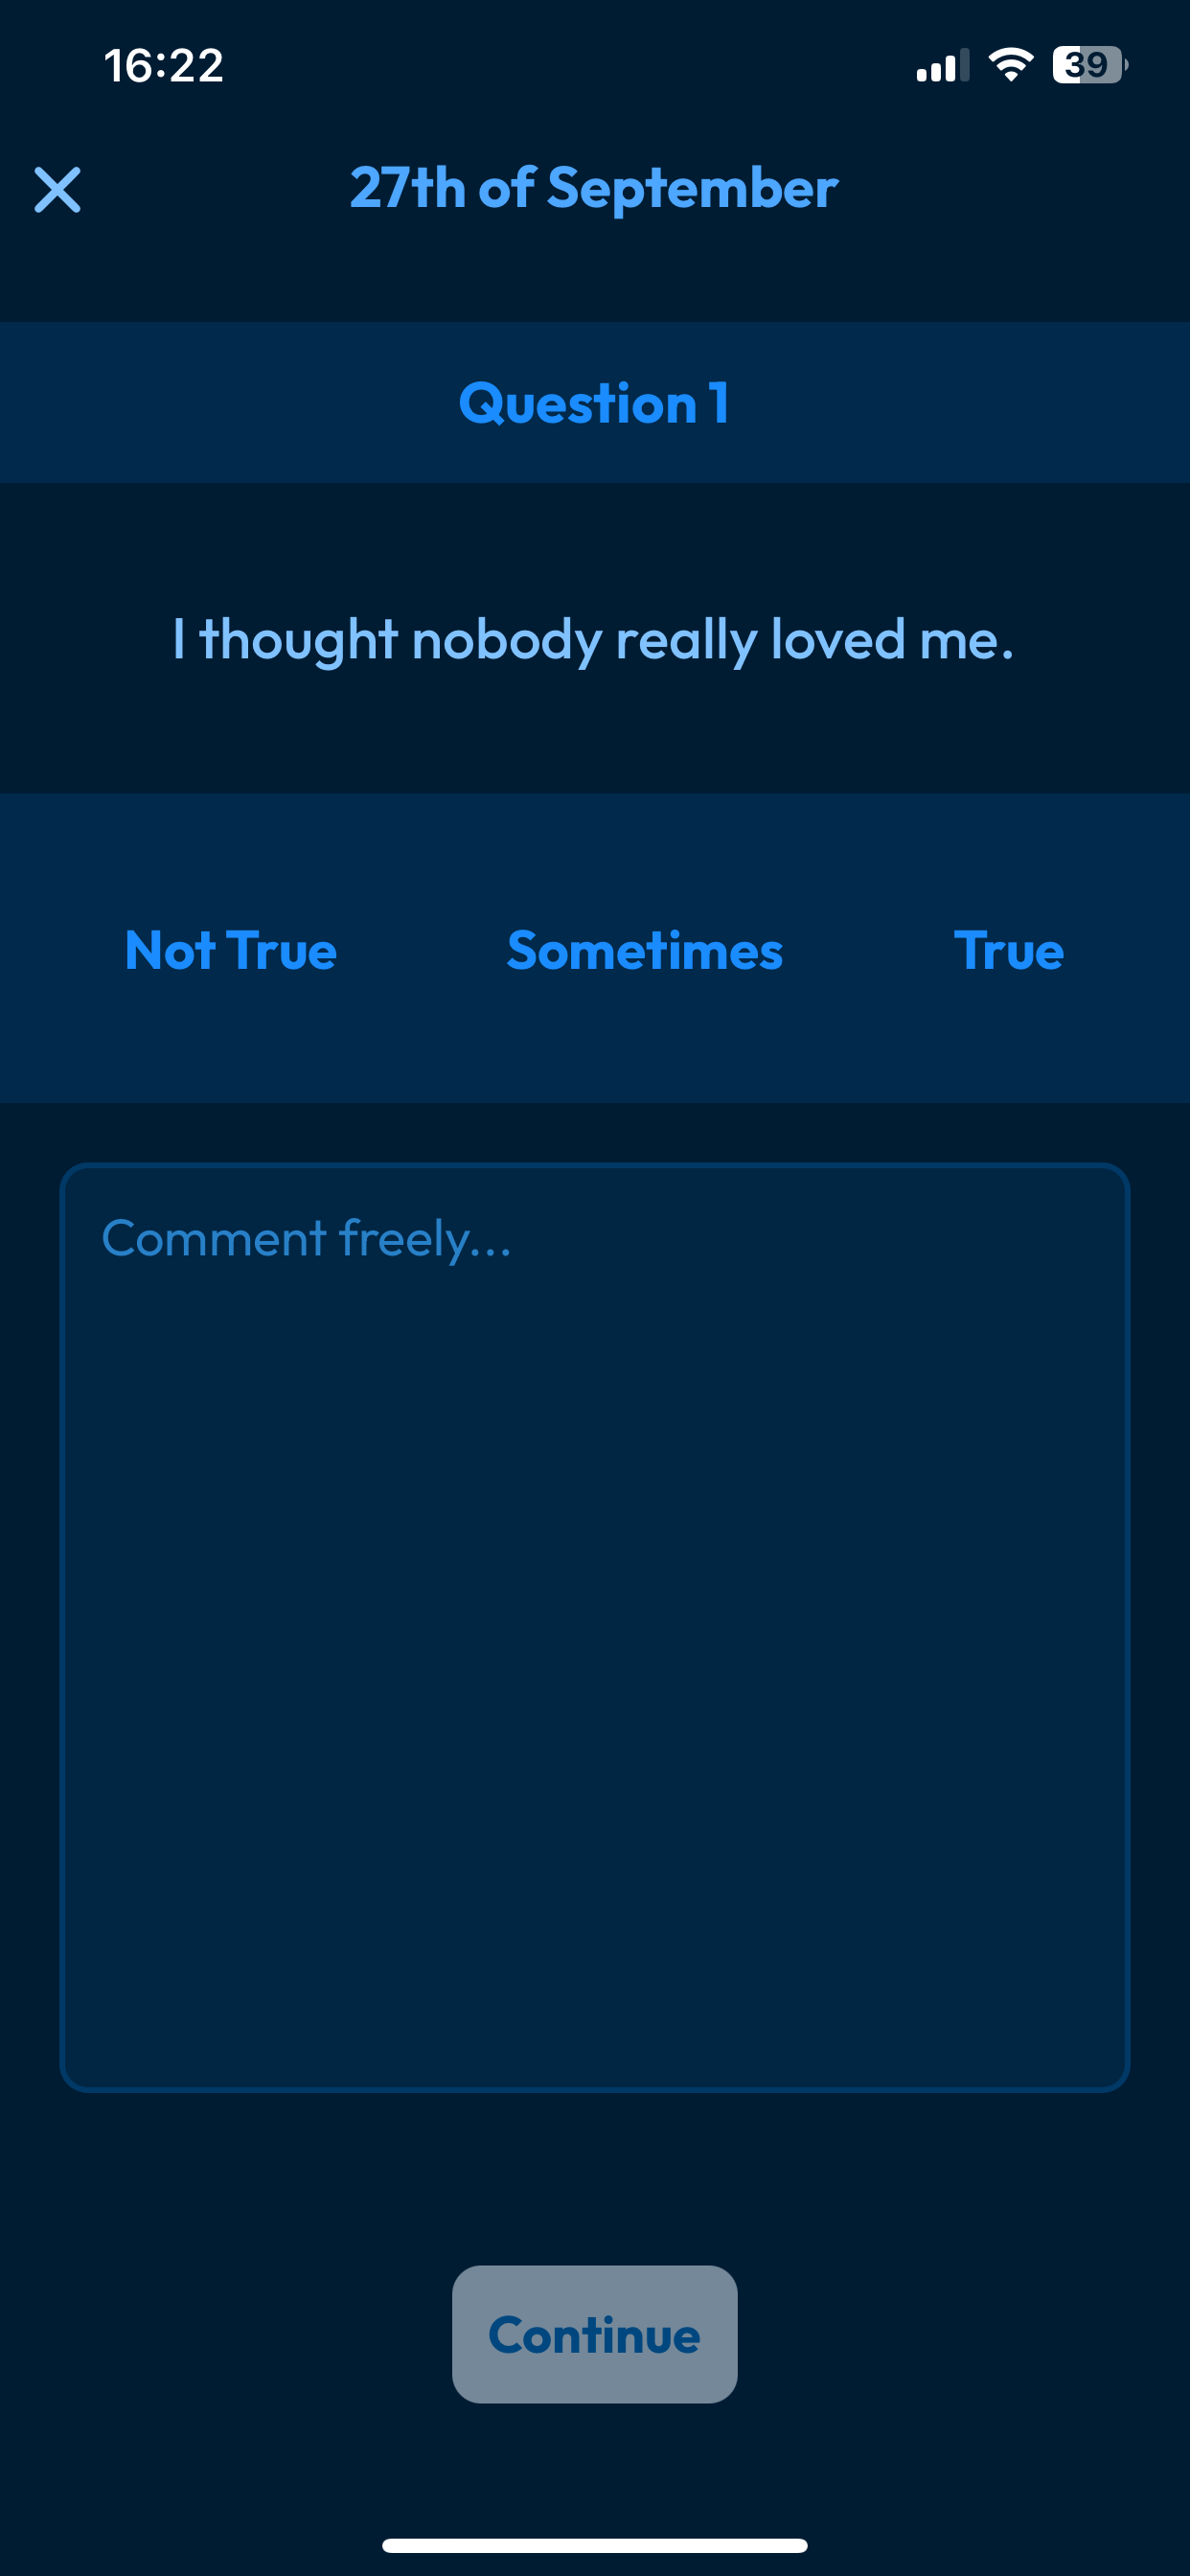 16:22
39
27th of September
Question 1
I thought nobody really loved me.
Not True Sometimes True
Comment freely...
Continue